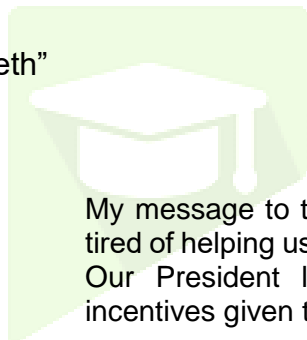 eth”
My message to t
tired of helping us
Our President l
incentives given t